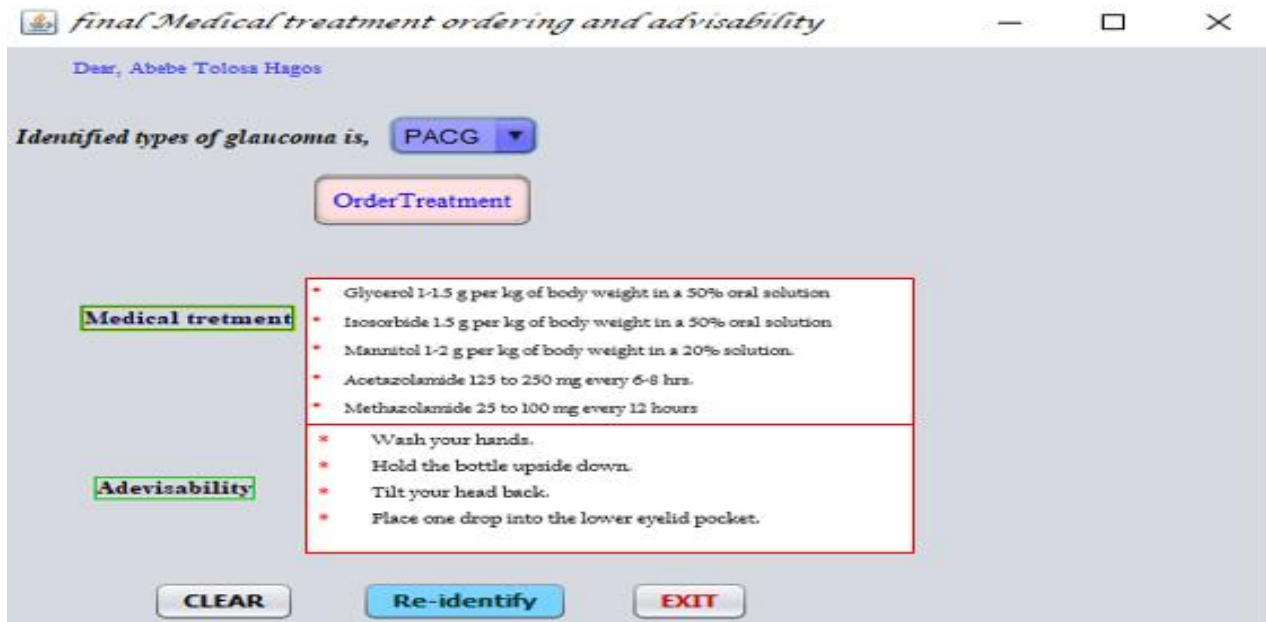 final Medical treatment ordering and advisability
Dear, Abebe Tolosa Hagos
Identified types of glaucoma is, PACG
OrderTreatment
Medical tretment
* Glycerol 1-1.5 g per kg of body weight in a 50% oral solution
* Isosorbide 1.5 g per kg of body weight in a 50% oral solution
* Mannitol 1-2 g per kg of body weight in a 20% solution.
* Acetazolamide 125 to 250 mg every 6-8 hrs.
* Methazolamide 25 to 100 mg every 12 hours
Adevisability
* Wash your hands.
* Hold the bottle upside down.
* Tilt your head back.
* Place one drop into the lower eyelid pocket.
CLEAR Re-identify EXIT